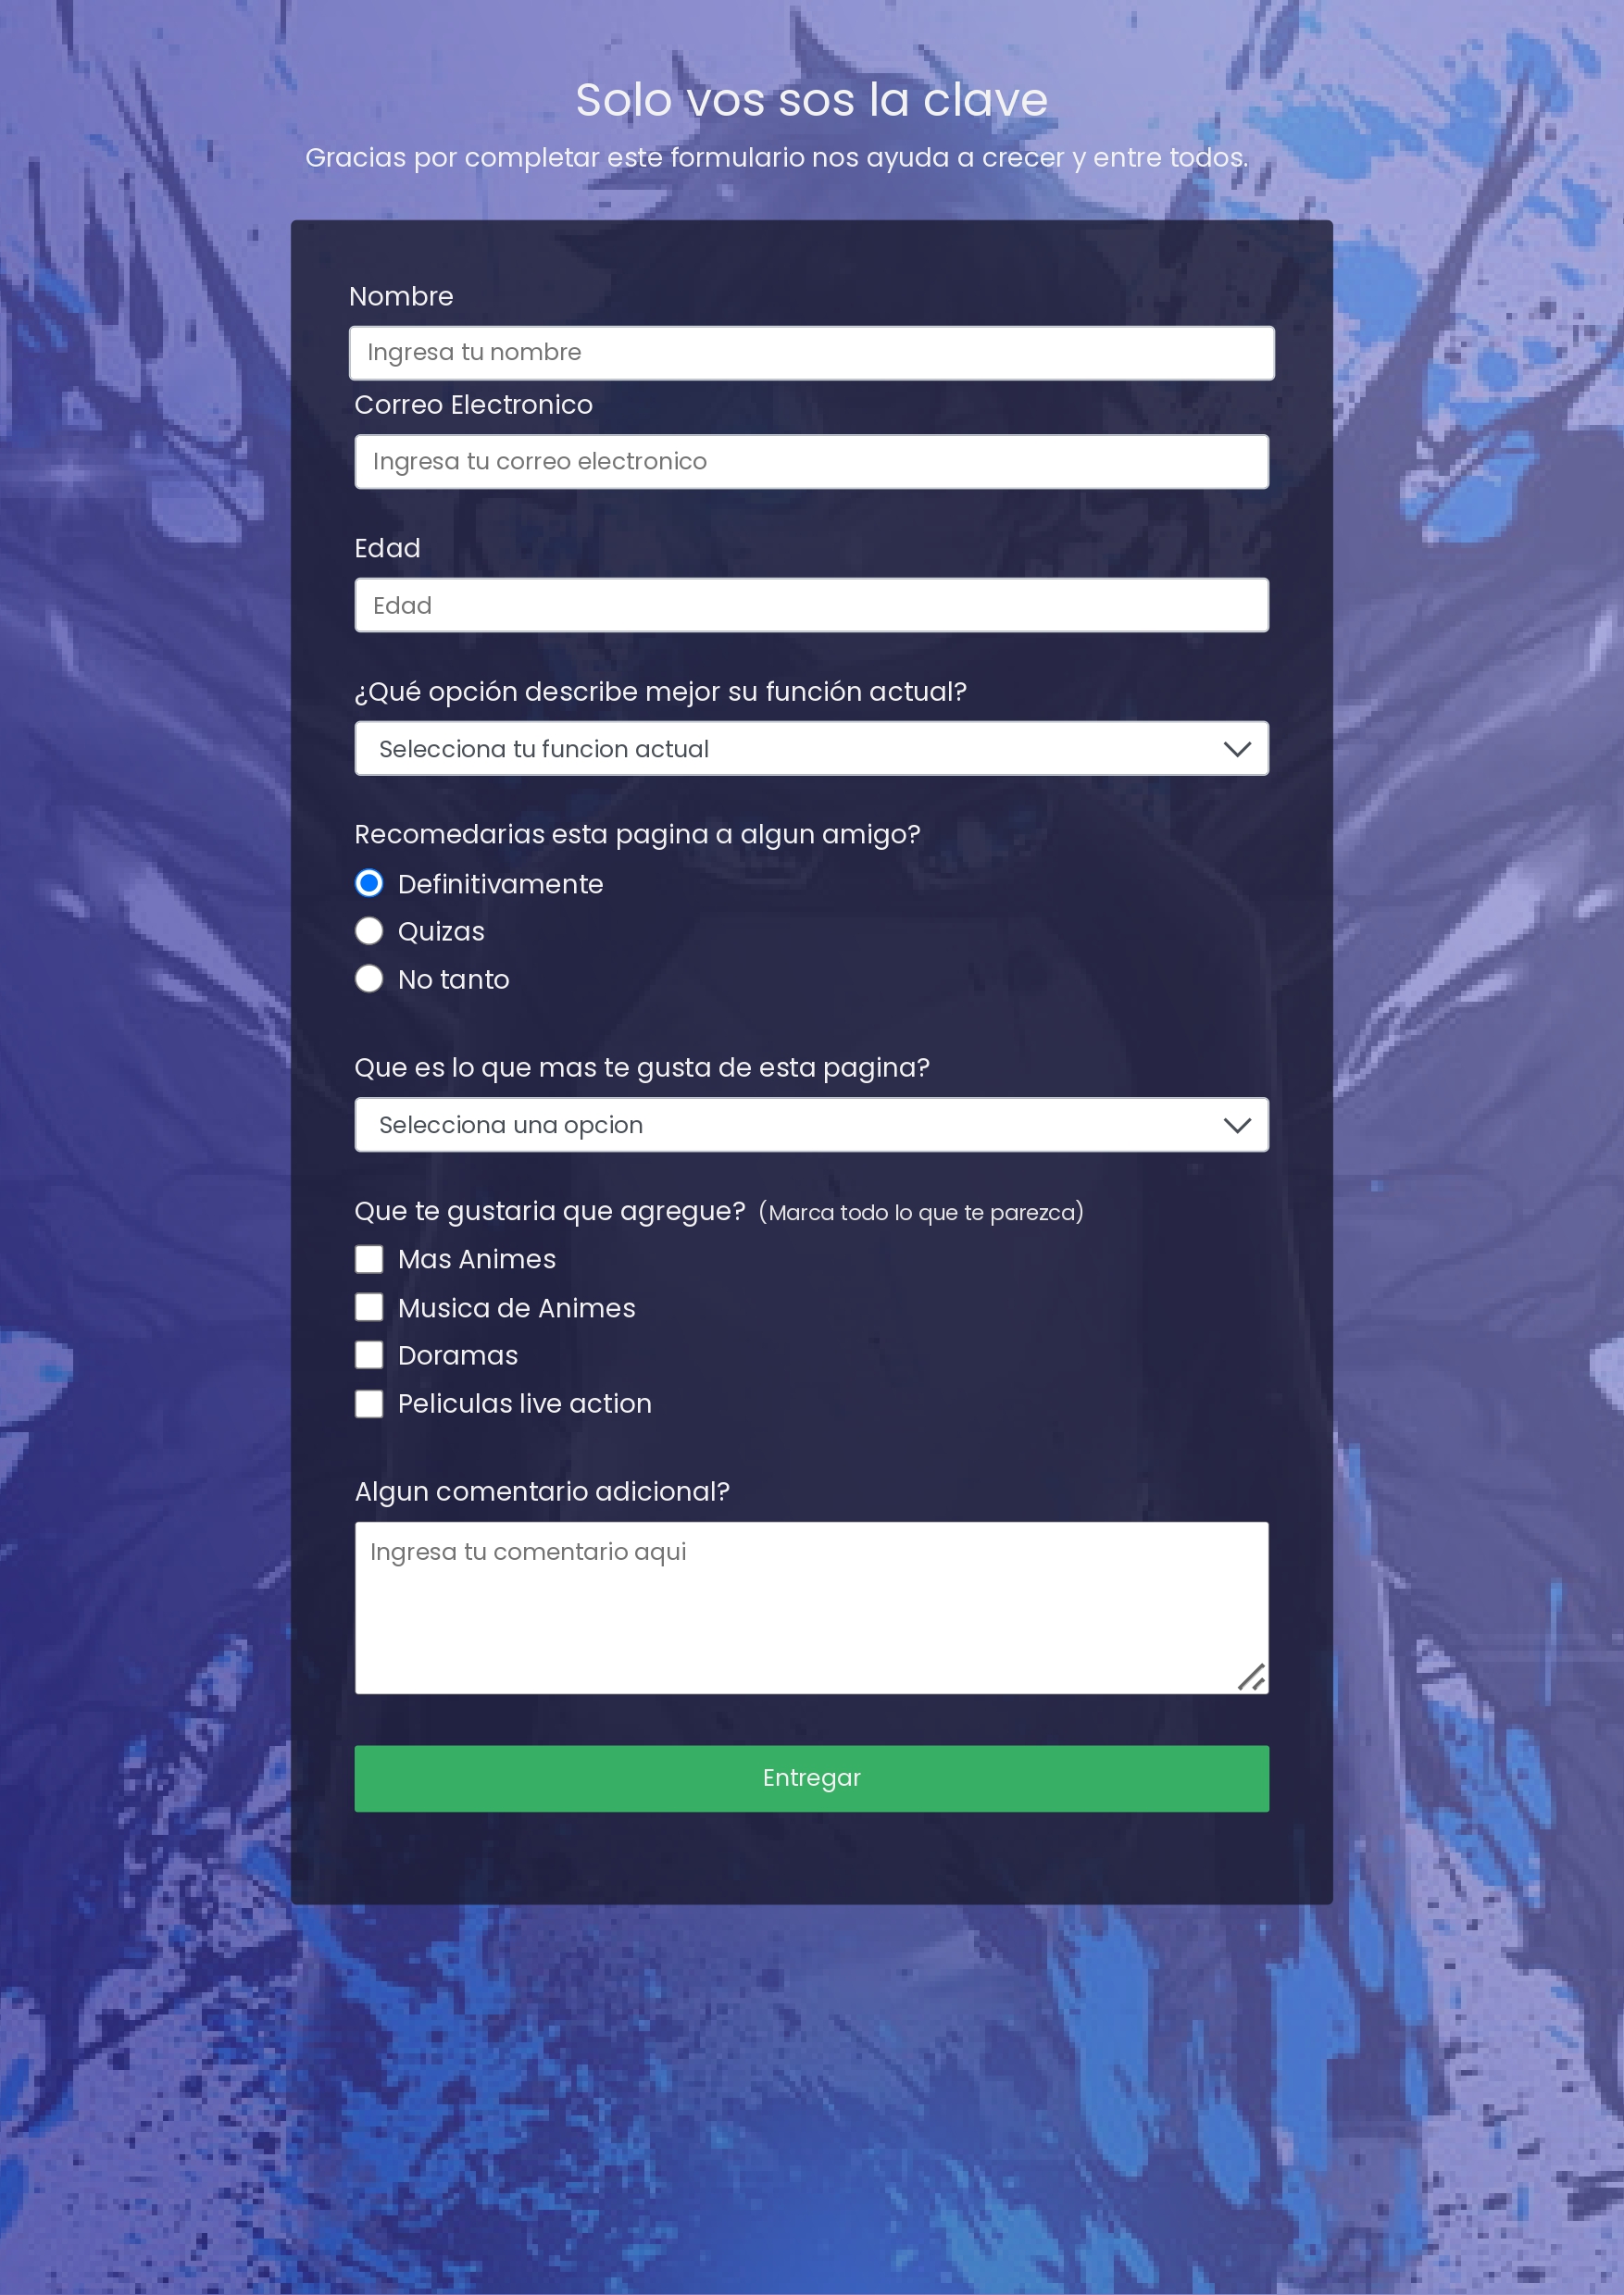 Solo vos sos la clave
Gracias por completar este formulario nos ayuda a crecer y entre todos.
Nombre
Ingresa tu nombre
Correo Electronico
Ingresa tu correo electronico
Edad
Edad
¿Qué opción describe mejor su función actual?
Selecciona tu funcion actual
Recomedarias esta pagina a algun amigo?
Definitivamente
Quizas
No tanto
Que es lo que mas te gusta de esta pagina?
Selecciona una opcion
Que te gustaria que agregue? (Marca todo lo que te parezca)
Mas Animes
Musica de Animes
Doramas
Peliculas live action
Algun comentario adicional?
Ingresa tu comentario aqui
Entregar